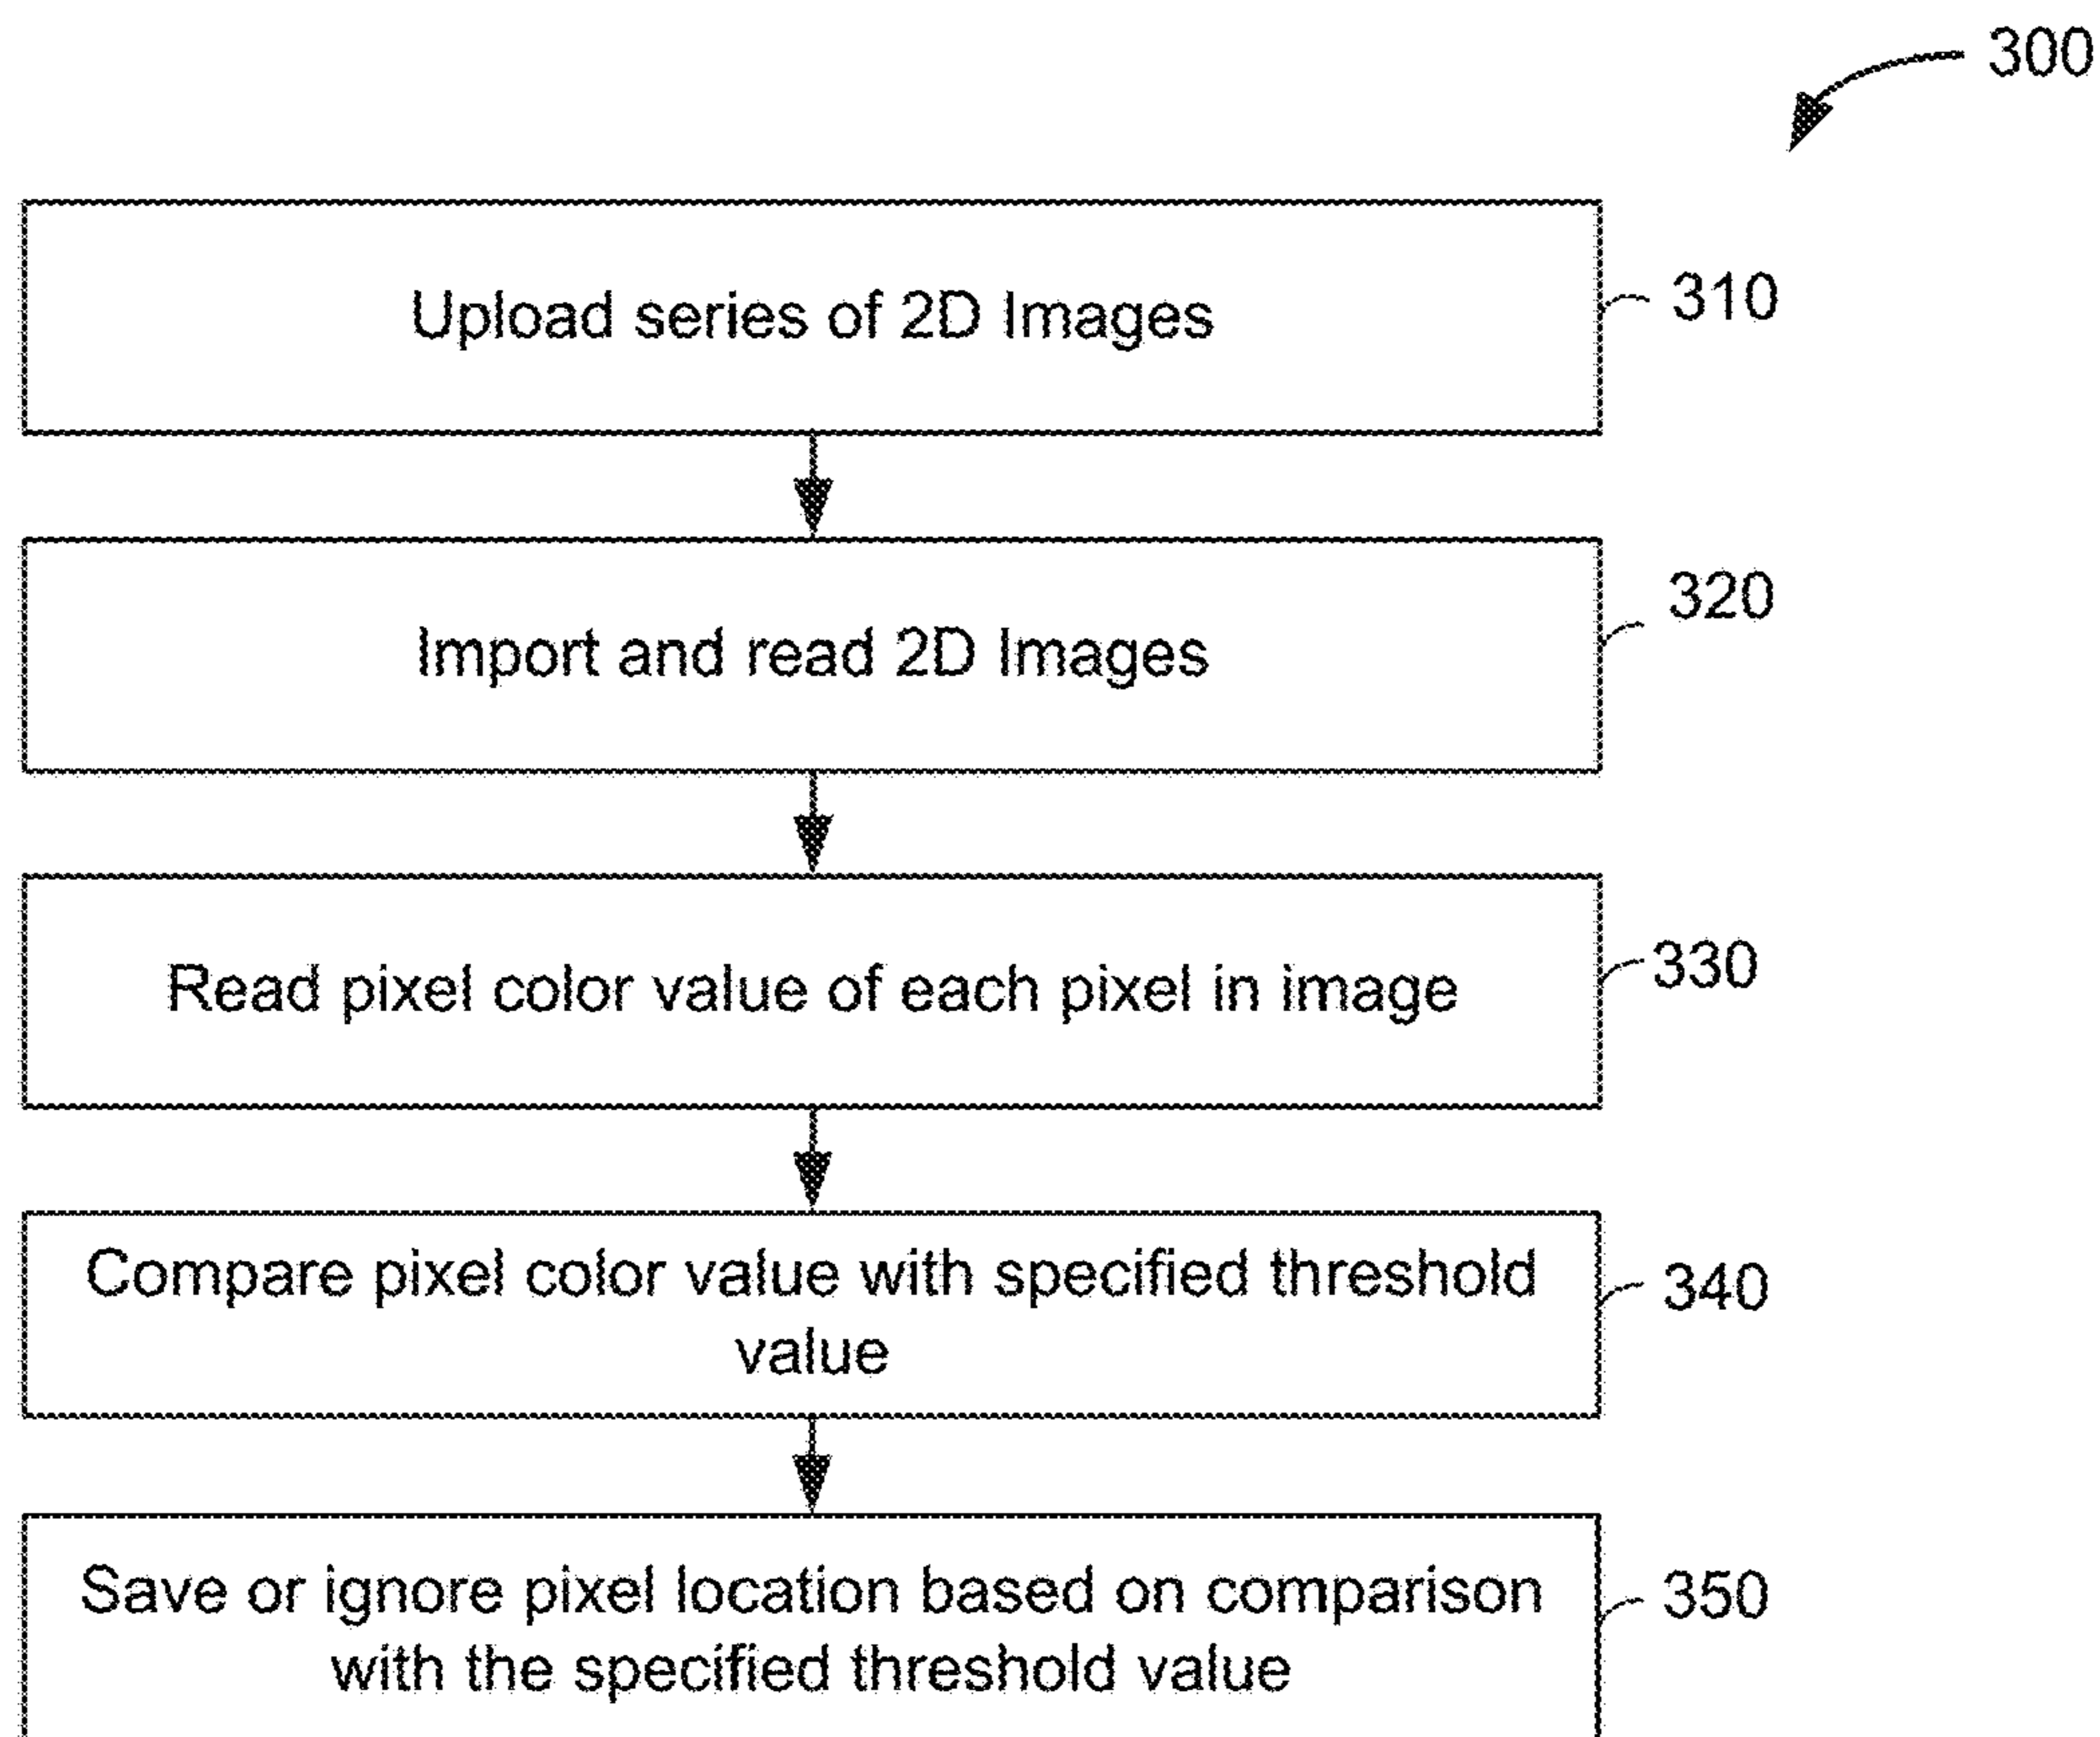 300
Upload series of 2D Images
310
Import and read 2D Images
320
Read pixel color value of each pixel in image
330
Compare pixel color value with specified threshold
value
340
Save or ignore pixel location based on comparison
with the specified threshold value
350